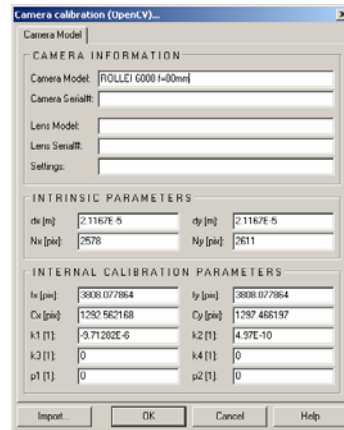 Camera calibration (OpenCV)...
Camera Model
CAMERA INFORMATION
Camera Model: ROLLEI 6008 f=80mm
Camera Serial#:
Lens Model:
Lens Serial#:
Settings:
INTRINSIC PARAMETERS
dx [m]: 2.1167E-5 dy [m]: 2.1167E-5
Nx [pix]: 2578 Ny [pix]: 2611
INTERNAL CALIBRATION PARAMETERS
fx [pix]: 3808.077864 fy [pix]: 3808.077864
Cx [pix]: 1292.562168 Cy [pix]: 1297.466197
k1 [1]: -9.71282E-6 k2 [1]: 4.97E-10
k3 [1]: 0 k4 [1]: 0
p1 [1]: 0 p2 [1]: 0
Import... OK Cancel Help